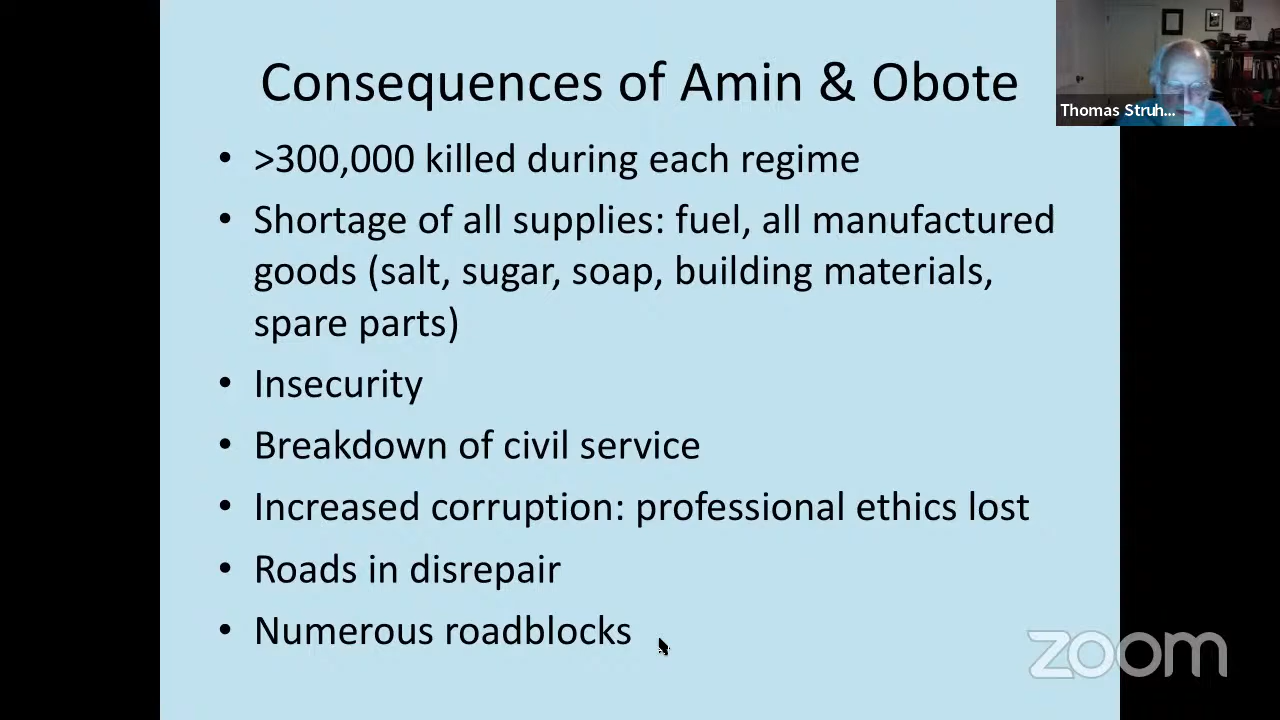 Consequences of Amin & Obote
Thomas Struh...
• >300,000 killed during each regime
• Shortage of all supplies: fuel, all manufactured
goods (salt, sugar, soap, building materials,
spare parts)
• Insecurity
• Breakdown of civil service
• Increased corruption: professional ethics lost
• Roads in disrepair
• Numerous roadblocks
zoom